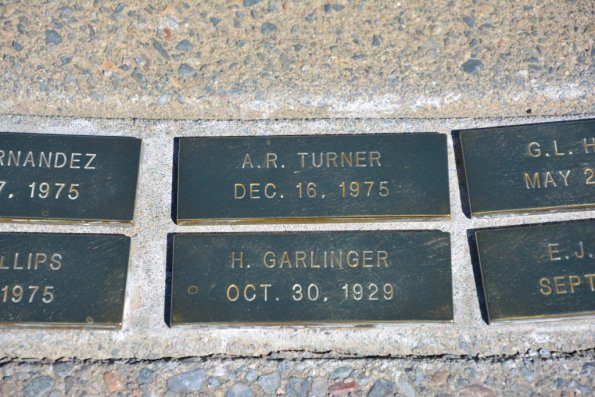 RNANDEZ
7, 1975
A.R. TURNER
DEC. 16, 1975
G.L. H
MAY 2
LLIPS
1975
H. GARLINGER
OCT. 30, 1929
E.J.
SEPT